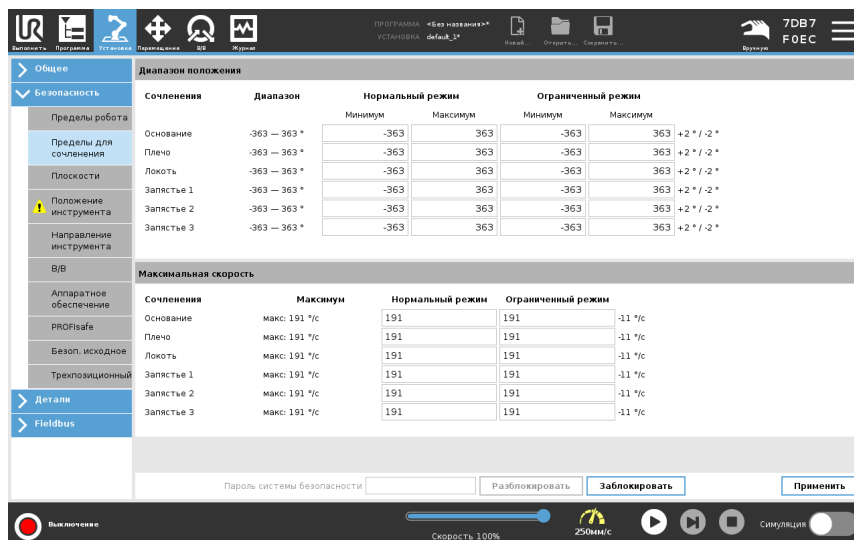 ПРОГРАММА <Без названия>*
УСТАНОВКА default_1*
Выполнить Программа Установка Перемещение В/В Журнал
Новый... Открыть... Сохранить...
Вручную
7DB7
F0EC
Общее
Безопасность
Пределы робота
Пределы для
сочленения
Плоскости
Положение
инструмента
Направление
инструмента
В/В
Аппаратное
обеспечение
PROFIsafe
Безоп. исходное
Трехпозиционный
Детали
Fieldbus
Диапазон положения
Сочленения Диапазон Нормальный режим Ограниченный режим
Минимум Максимум Минимум Максимум
Основание -363 — 363 ° -363 363 -363 363 +2 ° / -2 °
Плечо -363 — 363 ° -363 363 -363 363 +2 ° / -2 °
Локоть -363 — 363 ° -363 363 -363 363 +2 ° / -2 °
Запястье 1 -363 — 363 ° -363 363 -363 363 +2 ° / -2 °
Запястье 2 -363 — 363 ° -363 363 -363 363 +2 ° / -2 °
Запястье 3 -363 — 363 ° -363 363 -363 363 +2 ° / -2 °
Максимальная скорость
Сочленения Максимум Нормальный режим Ограниченный режим
Основание макс: 191 °/с 191 191 -11 °/с
Плечо макс: 191 °/с 191 191 -11 °/с
Локоть макс: 191 °/с 191 191 -11 °/с
Запястье 1 макс: 191 °/с 191 191 -11 °/с
Запястье 2 макс: 191 °/с 191 191 -11 °/с
Запястье 3 макс: 191 °/с 191 191 -11 °/с
Пароль системы безопасности Разблокировать Заблокировать Применить
Выключение
Скорость 100%
250мм/с
Симуляция